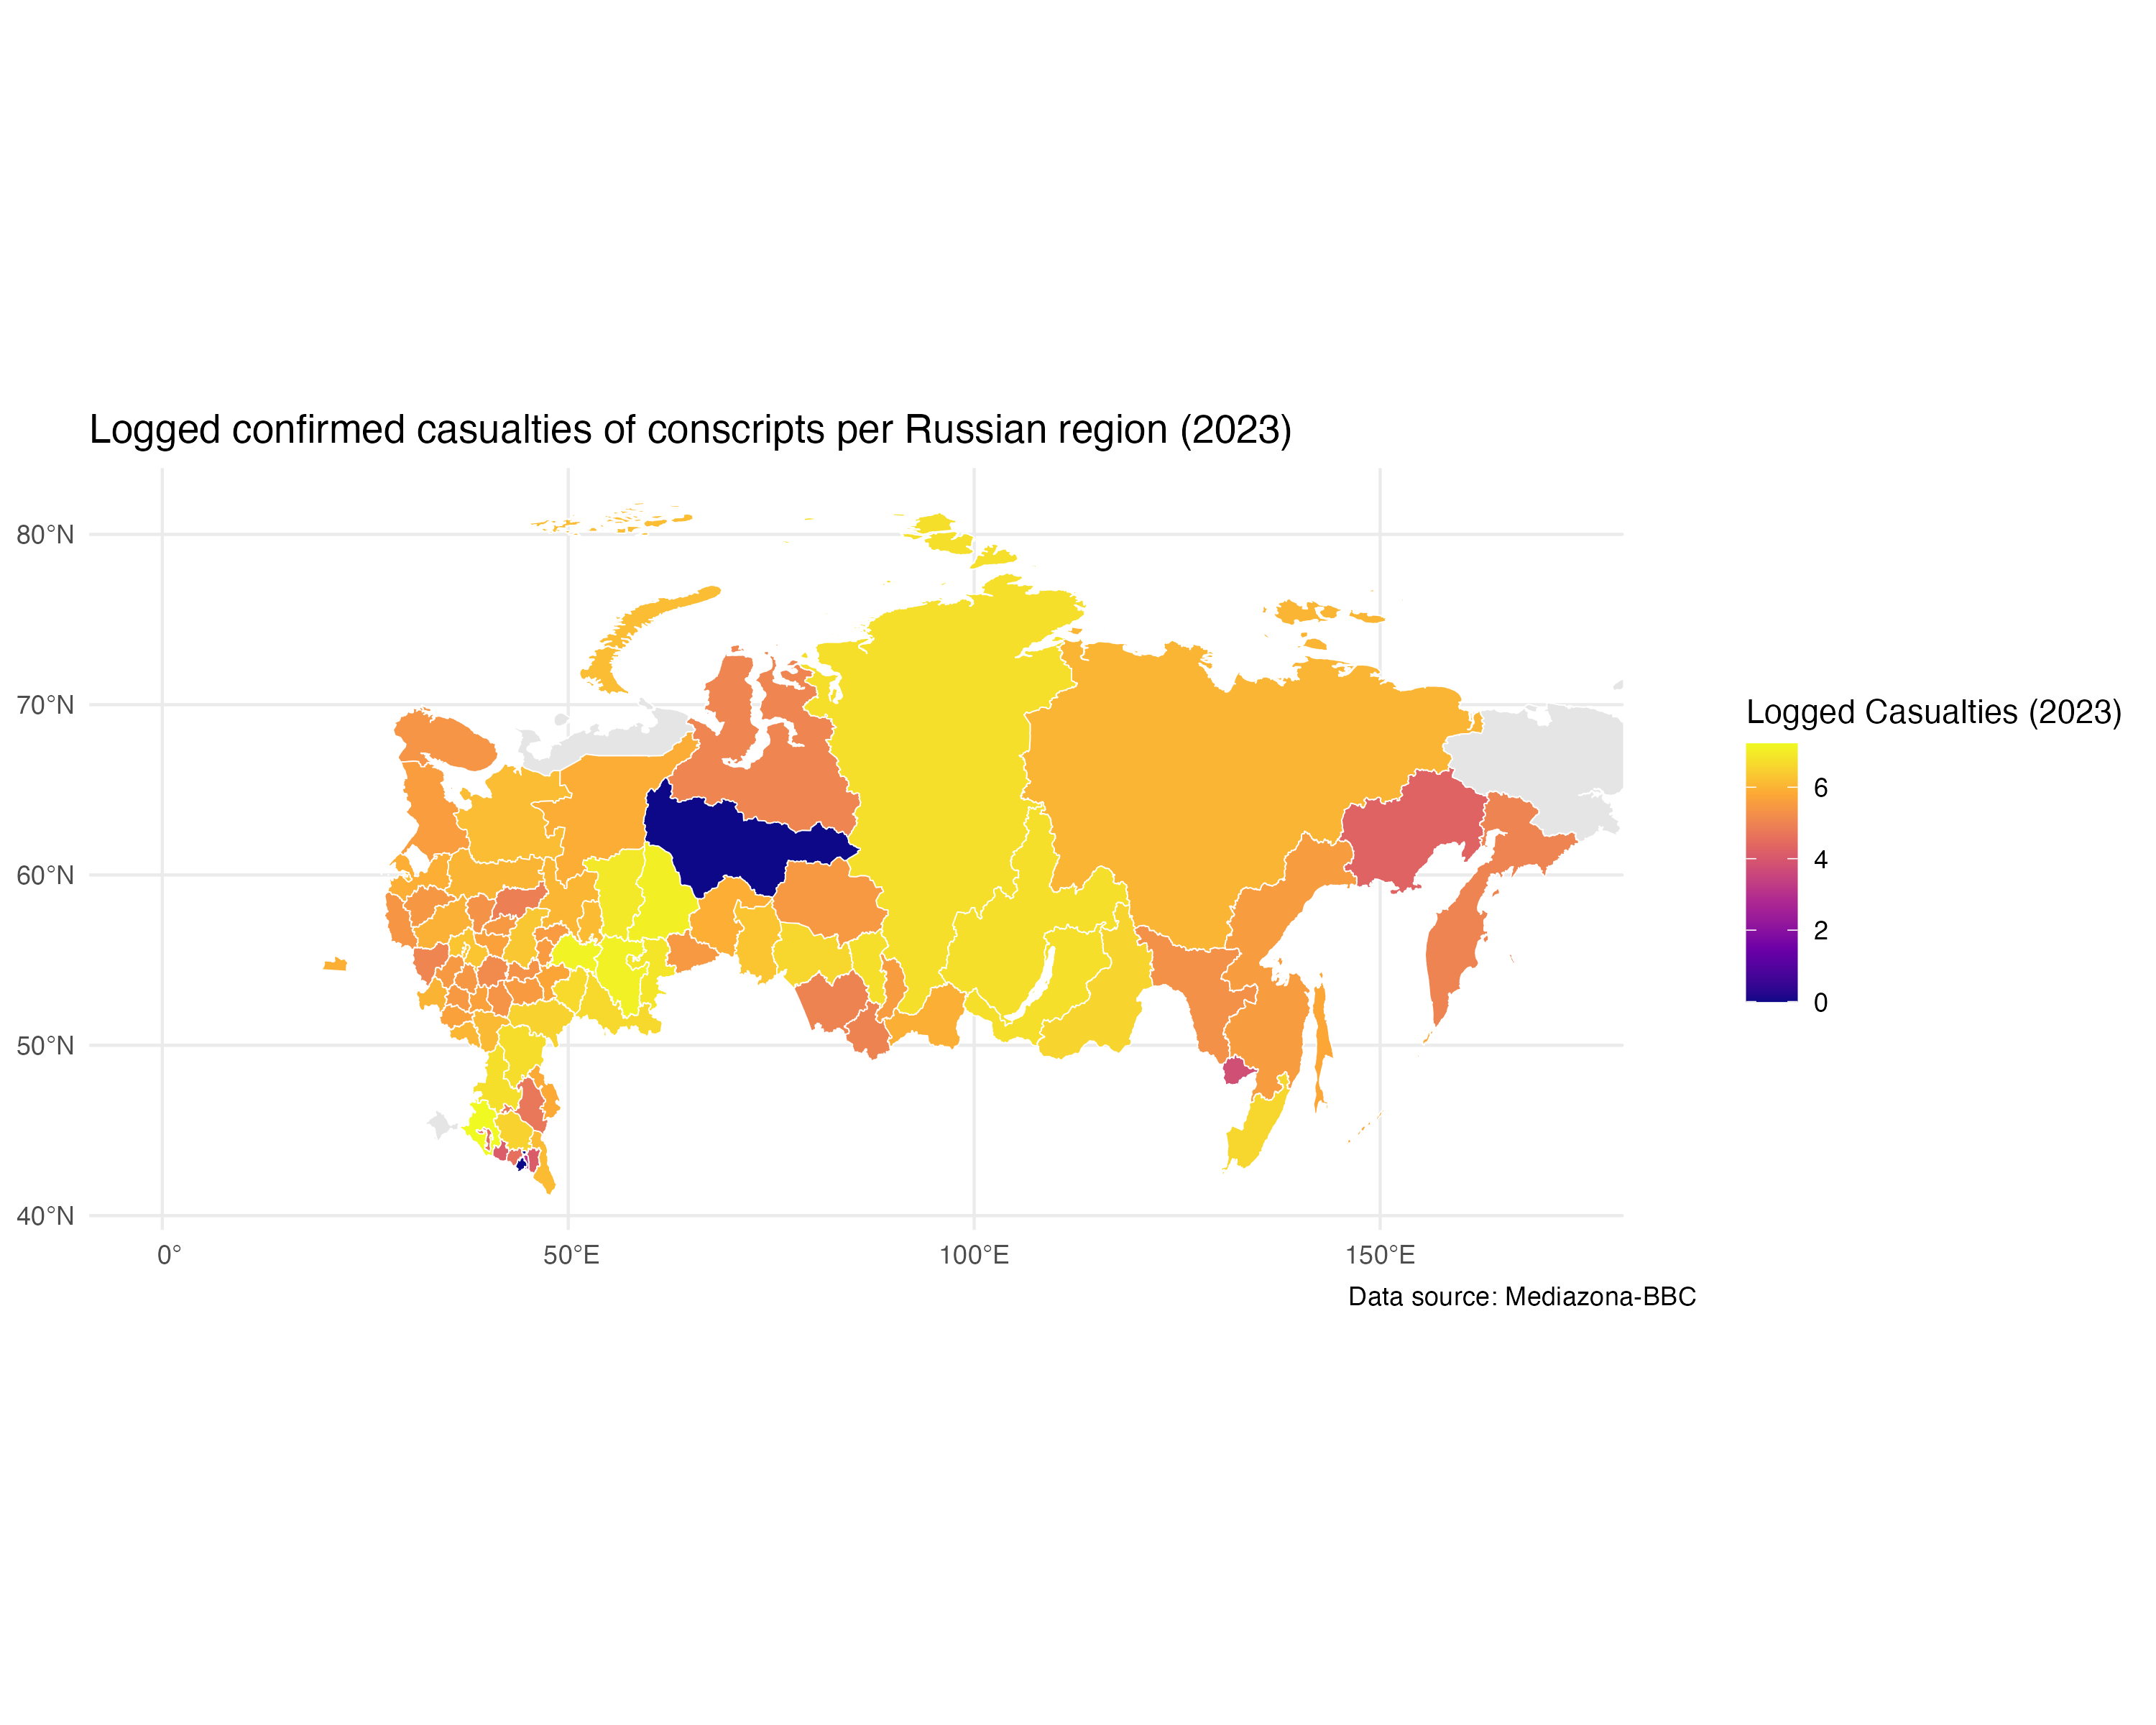 Logged confirmed casualties of conscripts per Russian region (2023)
80°N
70°N
60°N
50°N
40°N
0°
50°E
100°E
150°E
Logged Casualties (2023)
6
4
2
0
Data source: Mediazona-BBC